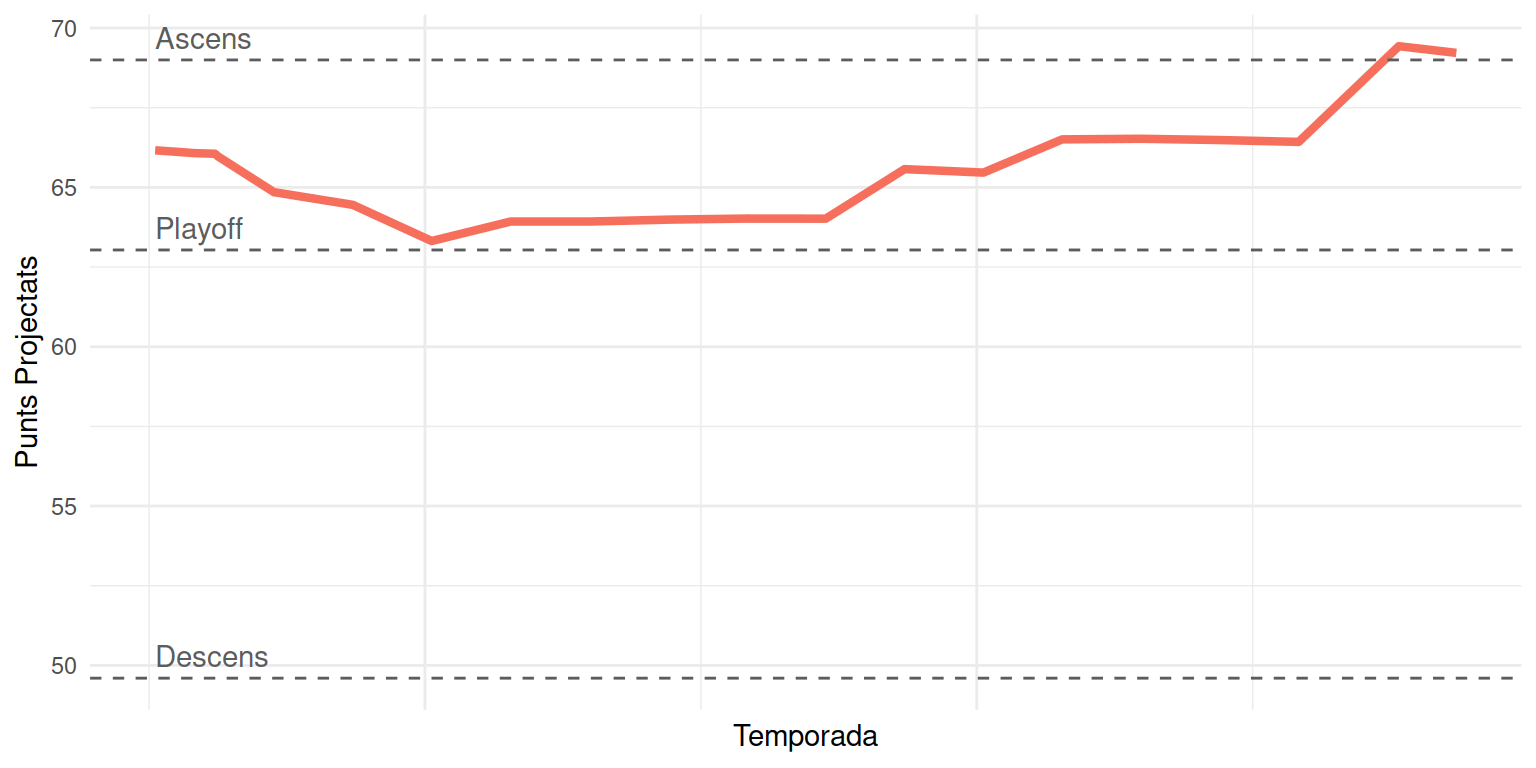 70
Ascens
65
Playoff
60
55
Descens
50
Punts Projectats
Temporada